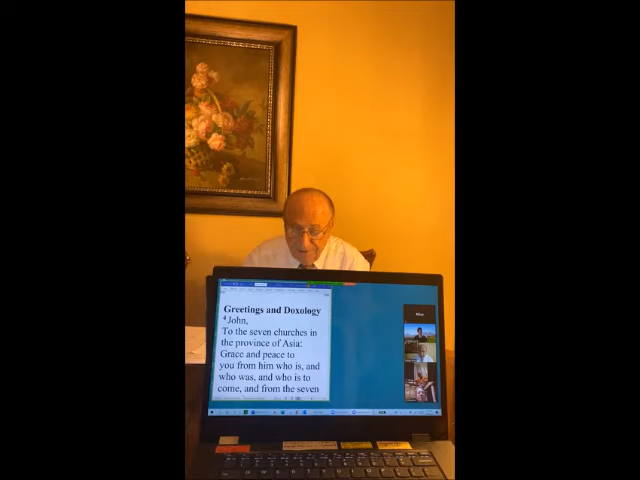 Greetings and Doxology
4 John,
To the seven churches in
the province of Asia:
Grace and peace to
you from him who is, and
who was, and who is to
come, and from the seven